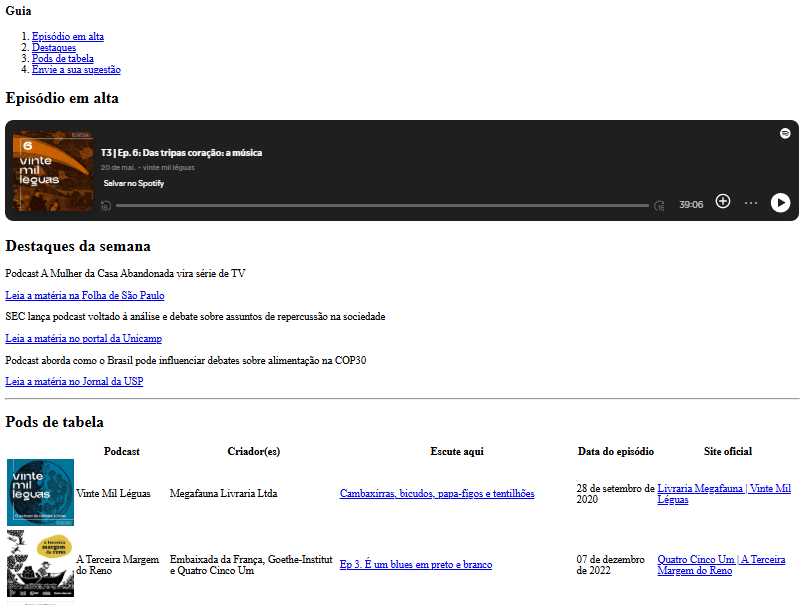 Guia
1. Episódio em alta
2. Destaques
3. Pods de tabela
4. Envie a sua sugestão
Episódio em alta
6
vinte
mil
léguas
T3 | Ep. 6: Das tripas coração: a música
20 de mai. - vinte mil léguas
Salvar no Spotify
15
15
39:06
Destaques da semana
Podcast A Mulher da Casa Abandonada vira série de TV
Leia a matéria na Folha de São Paulo
SEC lança podcast voltado à análise e debate sobre assuntos de repercussão na sociedade
Leia a matéria no portal da Unicamp
Podcast aborda como o Brasil pode influenciar debates sobre alimentação na COP30
Leia a matéria no Jornal da USP
Pods de tabela
Podcast Criador(es) Escute aqui Data do episódio Site oficial
vinte
mil
léguas
Vinte Mil Léguas
Megafauna Livraria Ltda
Cambaxirras, bicudos, papa-figos e tentilhões
28 de setembro de
2020
Livraria Megafauna | Vinte Mil
Léguas
a terceira
margem
do reno
A Terceira Margem
do Reno
Embaixada da França, Goethe-Institut
e Quatro Cinco Um
Ep 3. É um blues em preto e branco
07 de dezembro
de 2022
Quatro Cinco Um | A Terceira
Margem do Reno